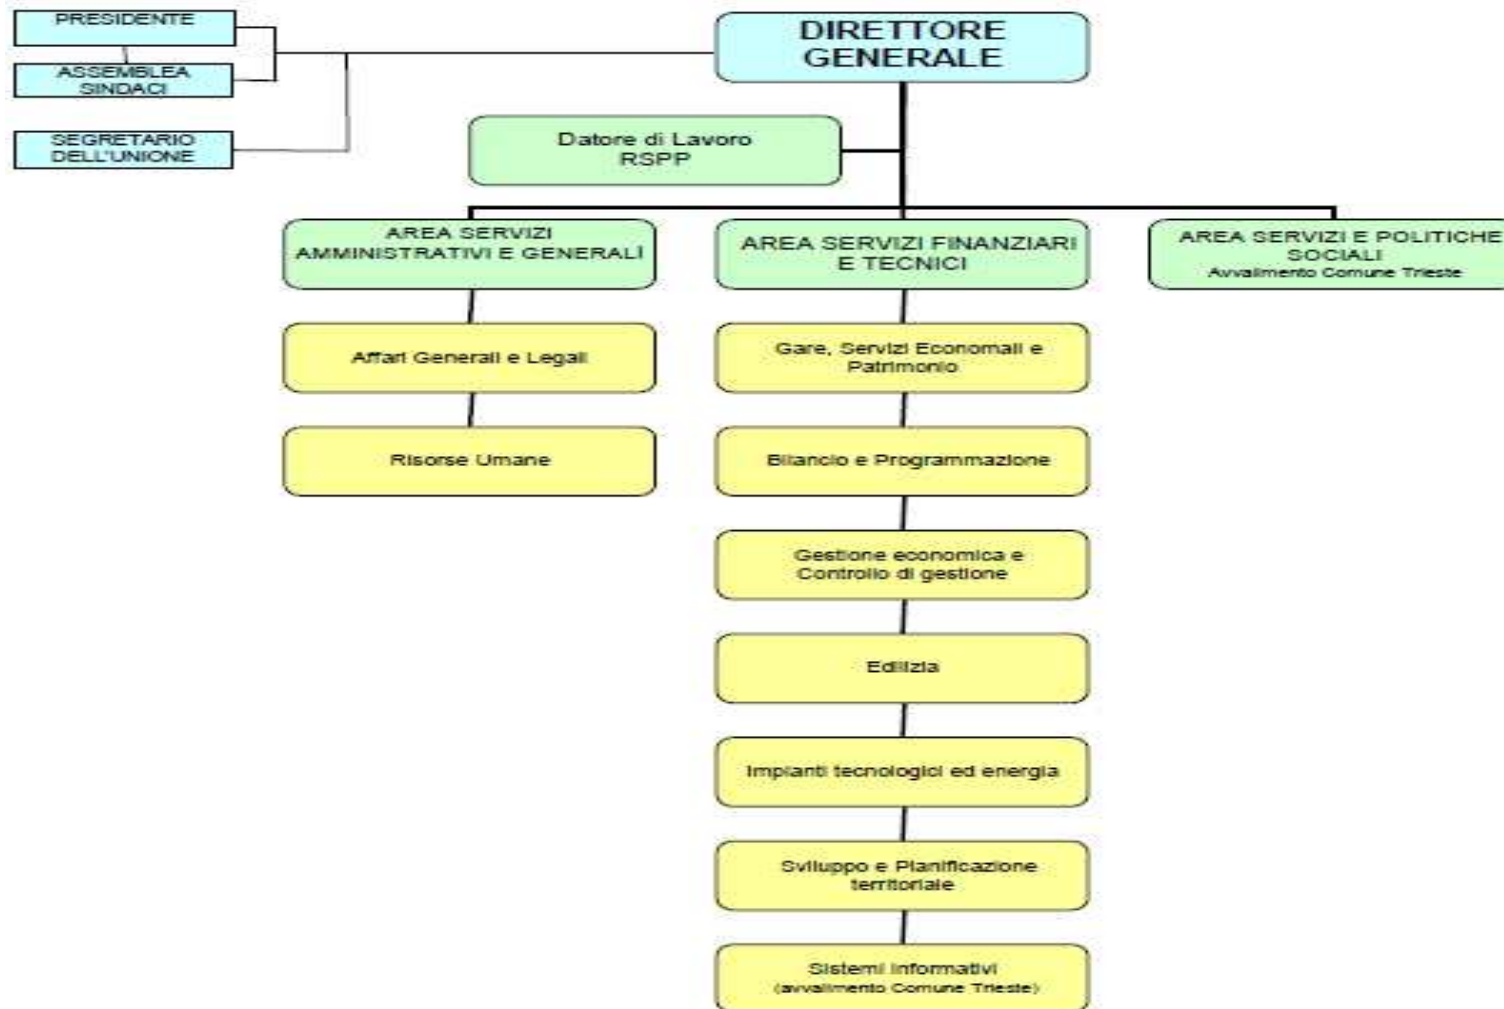 PRESIDENTE
ASSEMBLEA
SINDACI
SEGRETARIO
DELL'UNIONE
DIRETTORE
GENERALE
Datore di Lavoro
RSPP
AREA SERVIZI
AMMINISTRATIVI E GENERALI
AREA SERVIZI FINANZIARI
E TECNICI
AREA SERVIZI E POLITICHE
SOCIALI
Avvalimento Comune Trieste
Affari Generali e Legali
Risorse Umane
Gare, Servizi Economali e
Patrimonio
Bilancio e Programmazione
Gestione economica e
Controllo di gestione
Edilizia
Impianti tecnologici ed energia
Sviluppo e Pianificazione
territoriale
Sistemi informativi
(avvalimento Comune Trieste)